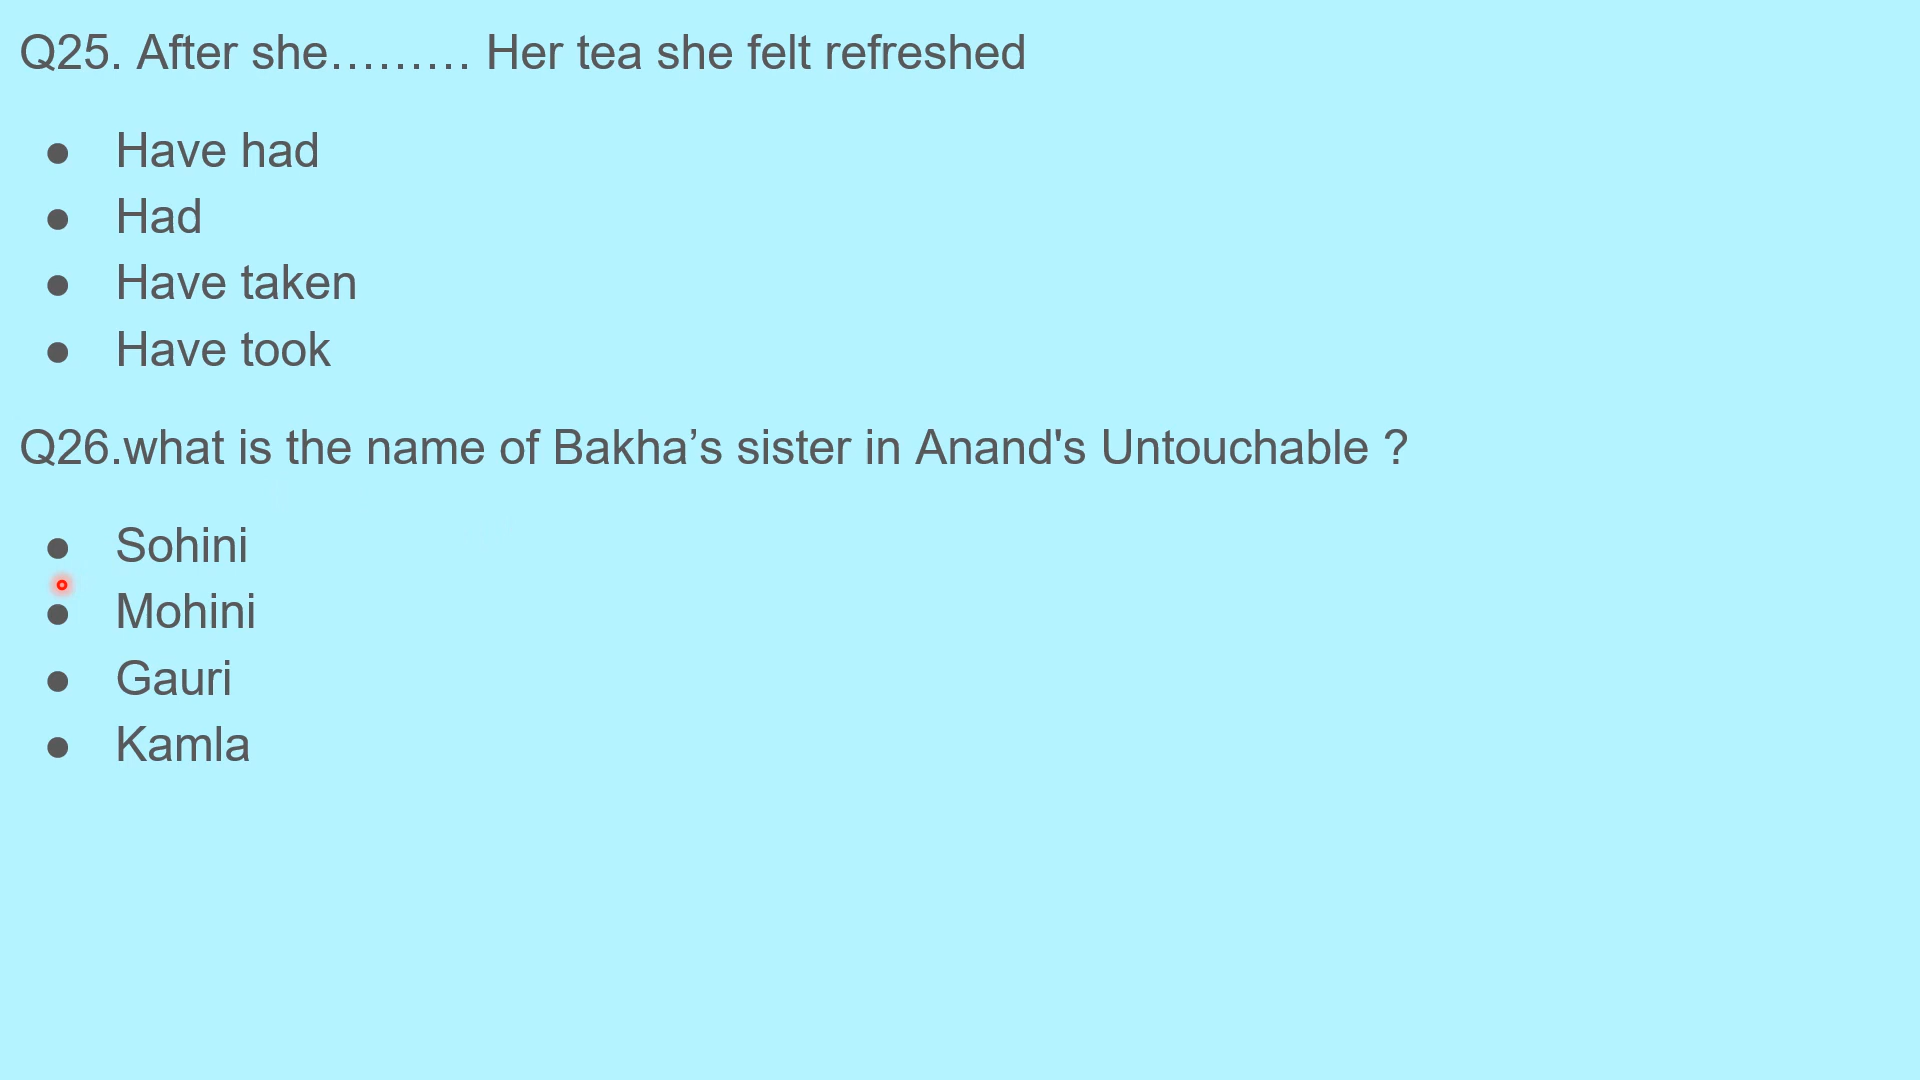 Q25. After she......... Her tea she felt refreshed
● Have had
● Had
● Have taken
● Have took
Q26.what is the name of Bakha’s sister in Anand's Untouchable ?
● Sohini
● Mohini
● Gauri
● Kamla